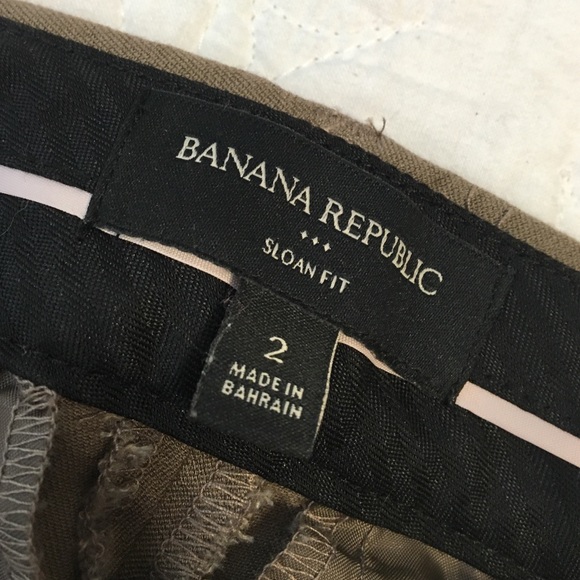 BANANA REPUBLIC
SLOAN FIT
2
MADE IN
BAHRAIN